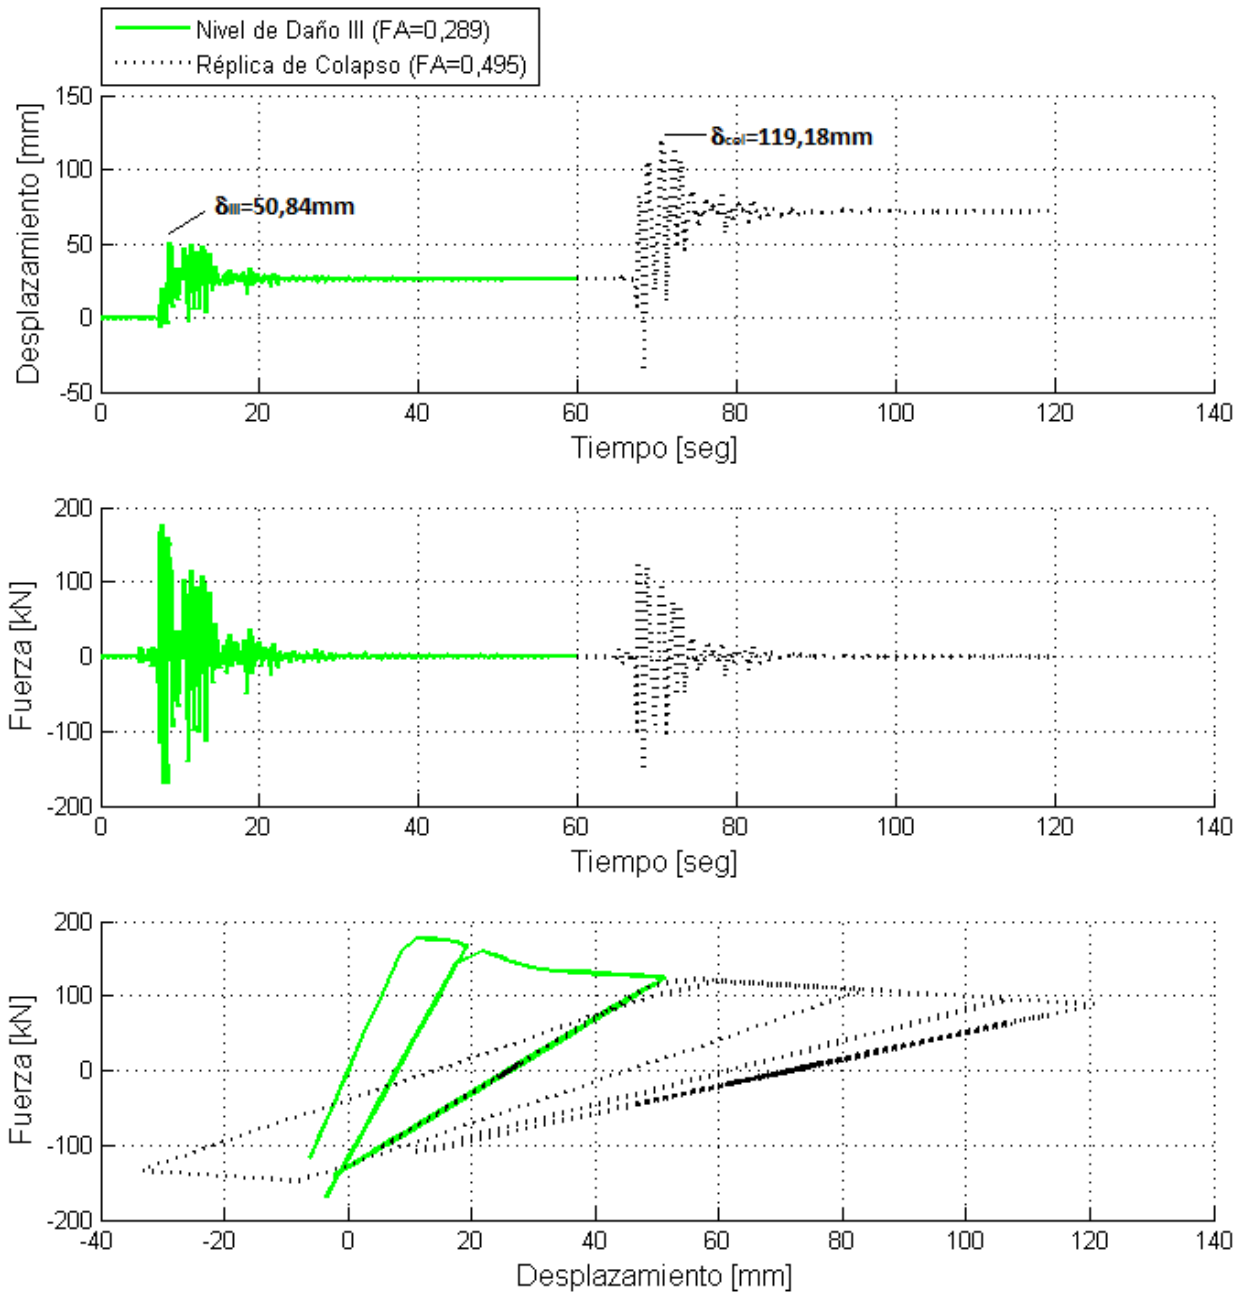 Nivel de Daño III (FA=0,289)
Réplica de Colapso (FA=0,495)
150
100
50
0
-50
Desplazamiento [mm]
δcol=119,18mm
δIII=50,84mm
0 20 40 60 80 100 120 140
Tiempo [seg]
200
100
0
-100
-200
Fuerza [kN]
0 20 40 60 80 100 120 140
Tiempo [seg]
200
100
0
-100
-200
Fuerza [kN]
-40 -20 0 20 40 60 80 100 120 140
Desplazamiento [mm]